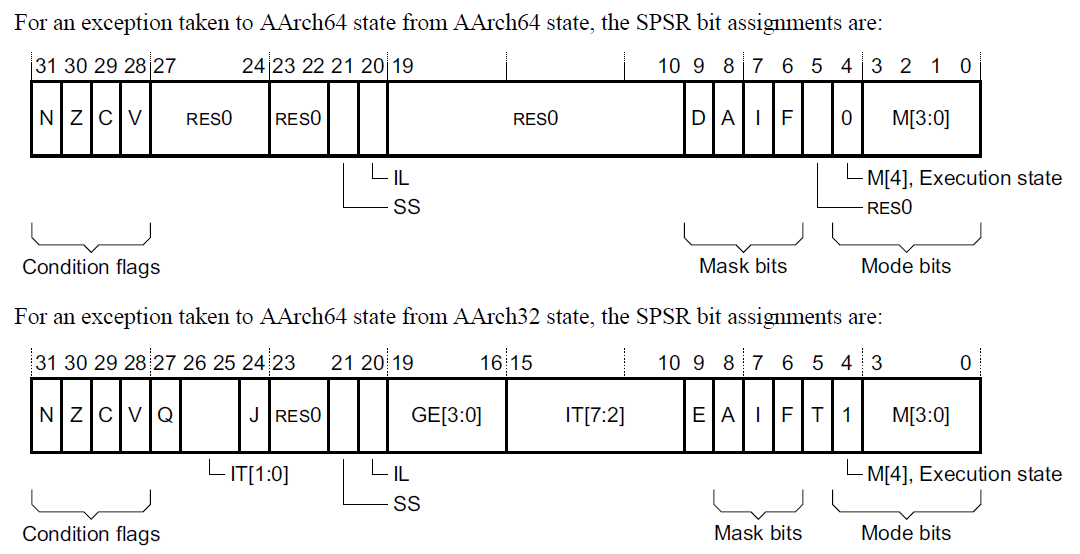 For an exception taken to AArch64 state from AArch64 state, the SPSR bit assignments are:
31 30 29 28 27 24 23 22 21 20 19 10 9 8 7 6 5 4 3 2 1 0
N Z C V RES0 RES0 RES0 D A I F 0 M[3:0]
IL M[4], Execution state
SS RES0
Condition flags Mask bits Mode bits
For an exception taken to AArch64 state from AArch32 state, the SPSR bit assignments are:
31 30 29 28 27 26 25 24 23 21 20 19 16 15 10 9 8 7 6 5 4 3 0
N Z C V Q J RES0 GE[3:0] IT[7:2] E A I F T 1 M[3:0]
IT[1:0] IL M[4], Execution state
SS
Condition flags Mask bits Mode bits